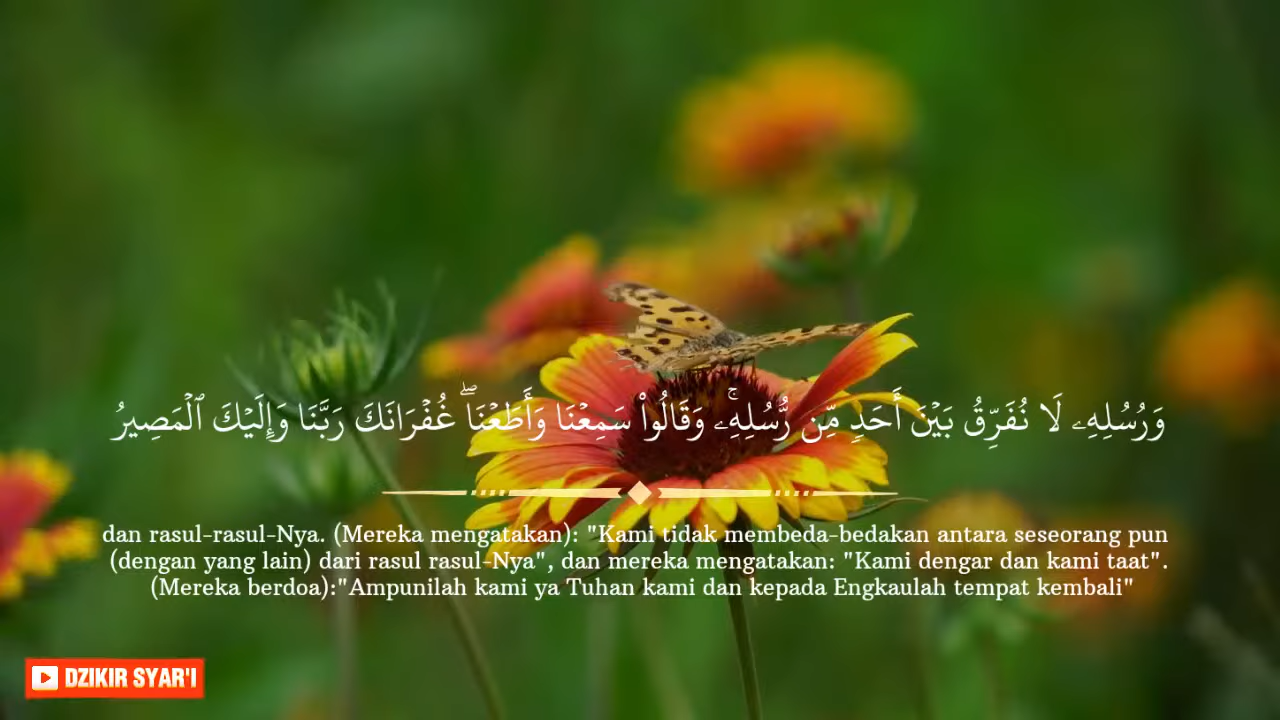 وَرُسُلِهِۦ لَا نُفَرِّقُ بَيۡنَ أَحَدٖ مِّن رُّسُلِهِۦۚ وَقَالُواْ سَمِعۡنَا وَأَطَعۡنَاۖ غُفۡرَانَكَ رَبَّنَا وَإِلَيۡكَ ٱلۡمَصِيرُ
dan rasul-rasul-Nya. (Mereka mengatakan): "Kami tidak membeda-bedakan antara seseorang pun
(dengan yang lain) dari rasul rasul-Nya", dan mereka mengatakan: "Kami dengar dan kami taat".
(Mereka berdoa):"Ampunilah kami ya Tuhan kami dan kepada Engkaulah tempat kembali"
DZIKIR SYAR'I